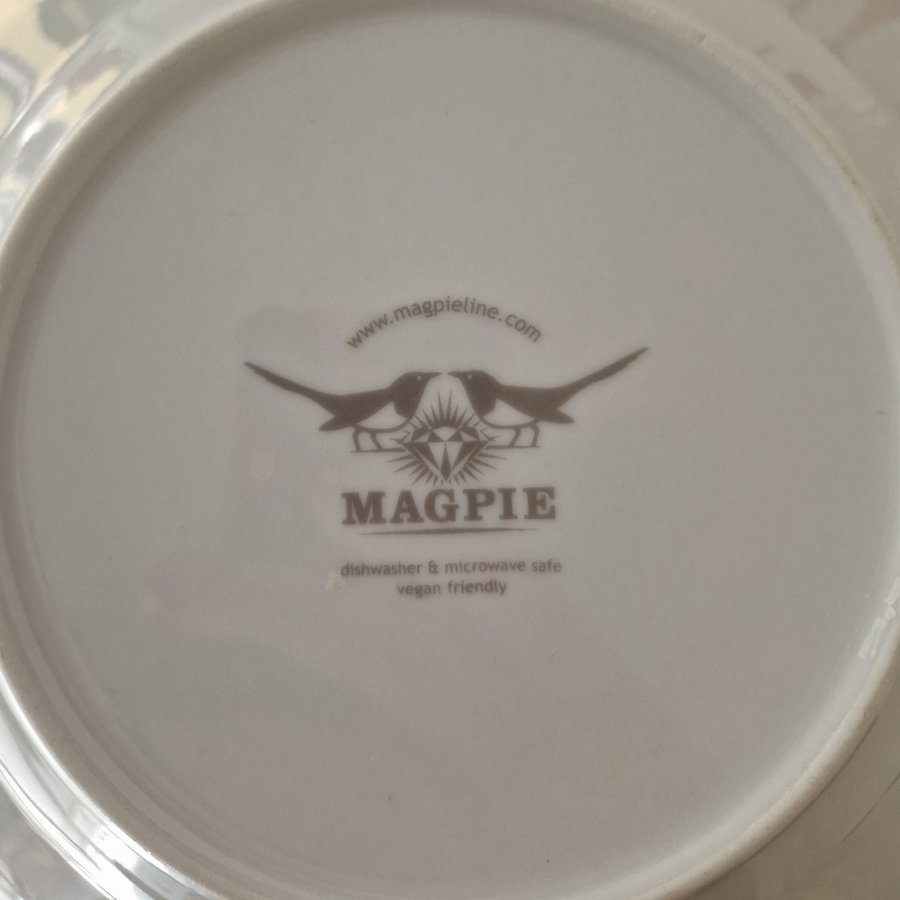 www.magpieline.com
MAGPIE
dishwasher & microwave safe
vegan friendly